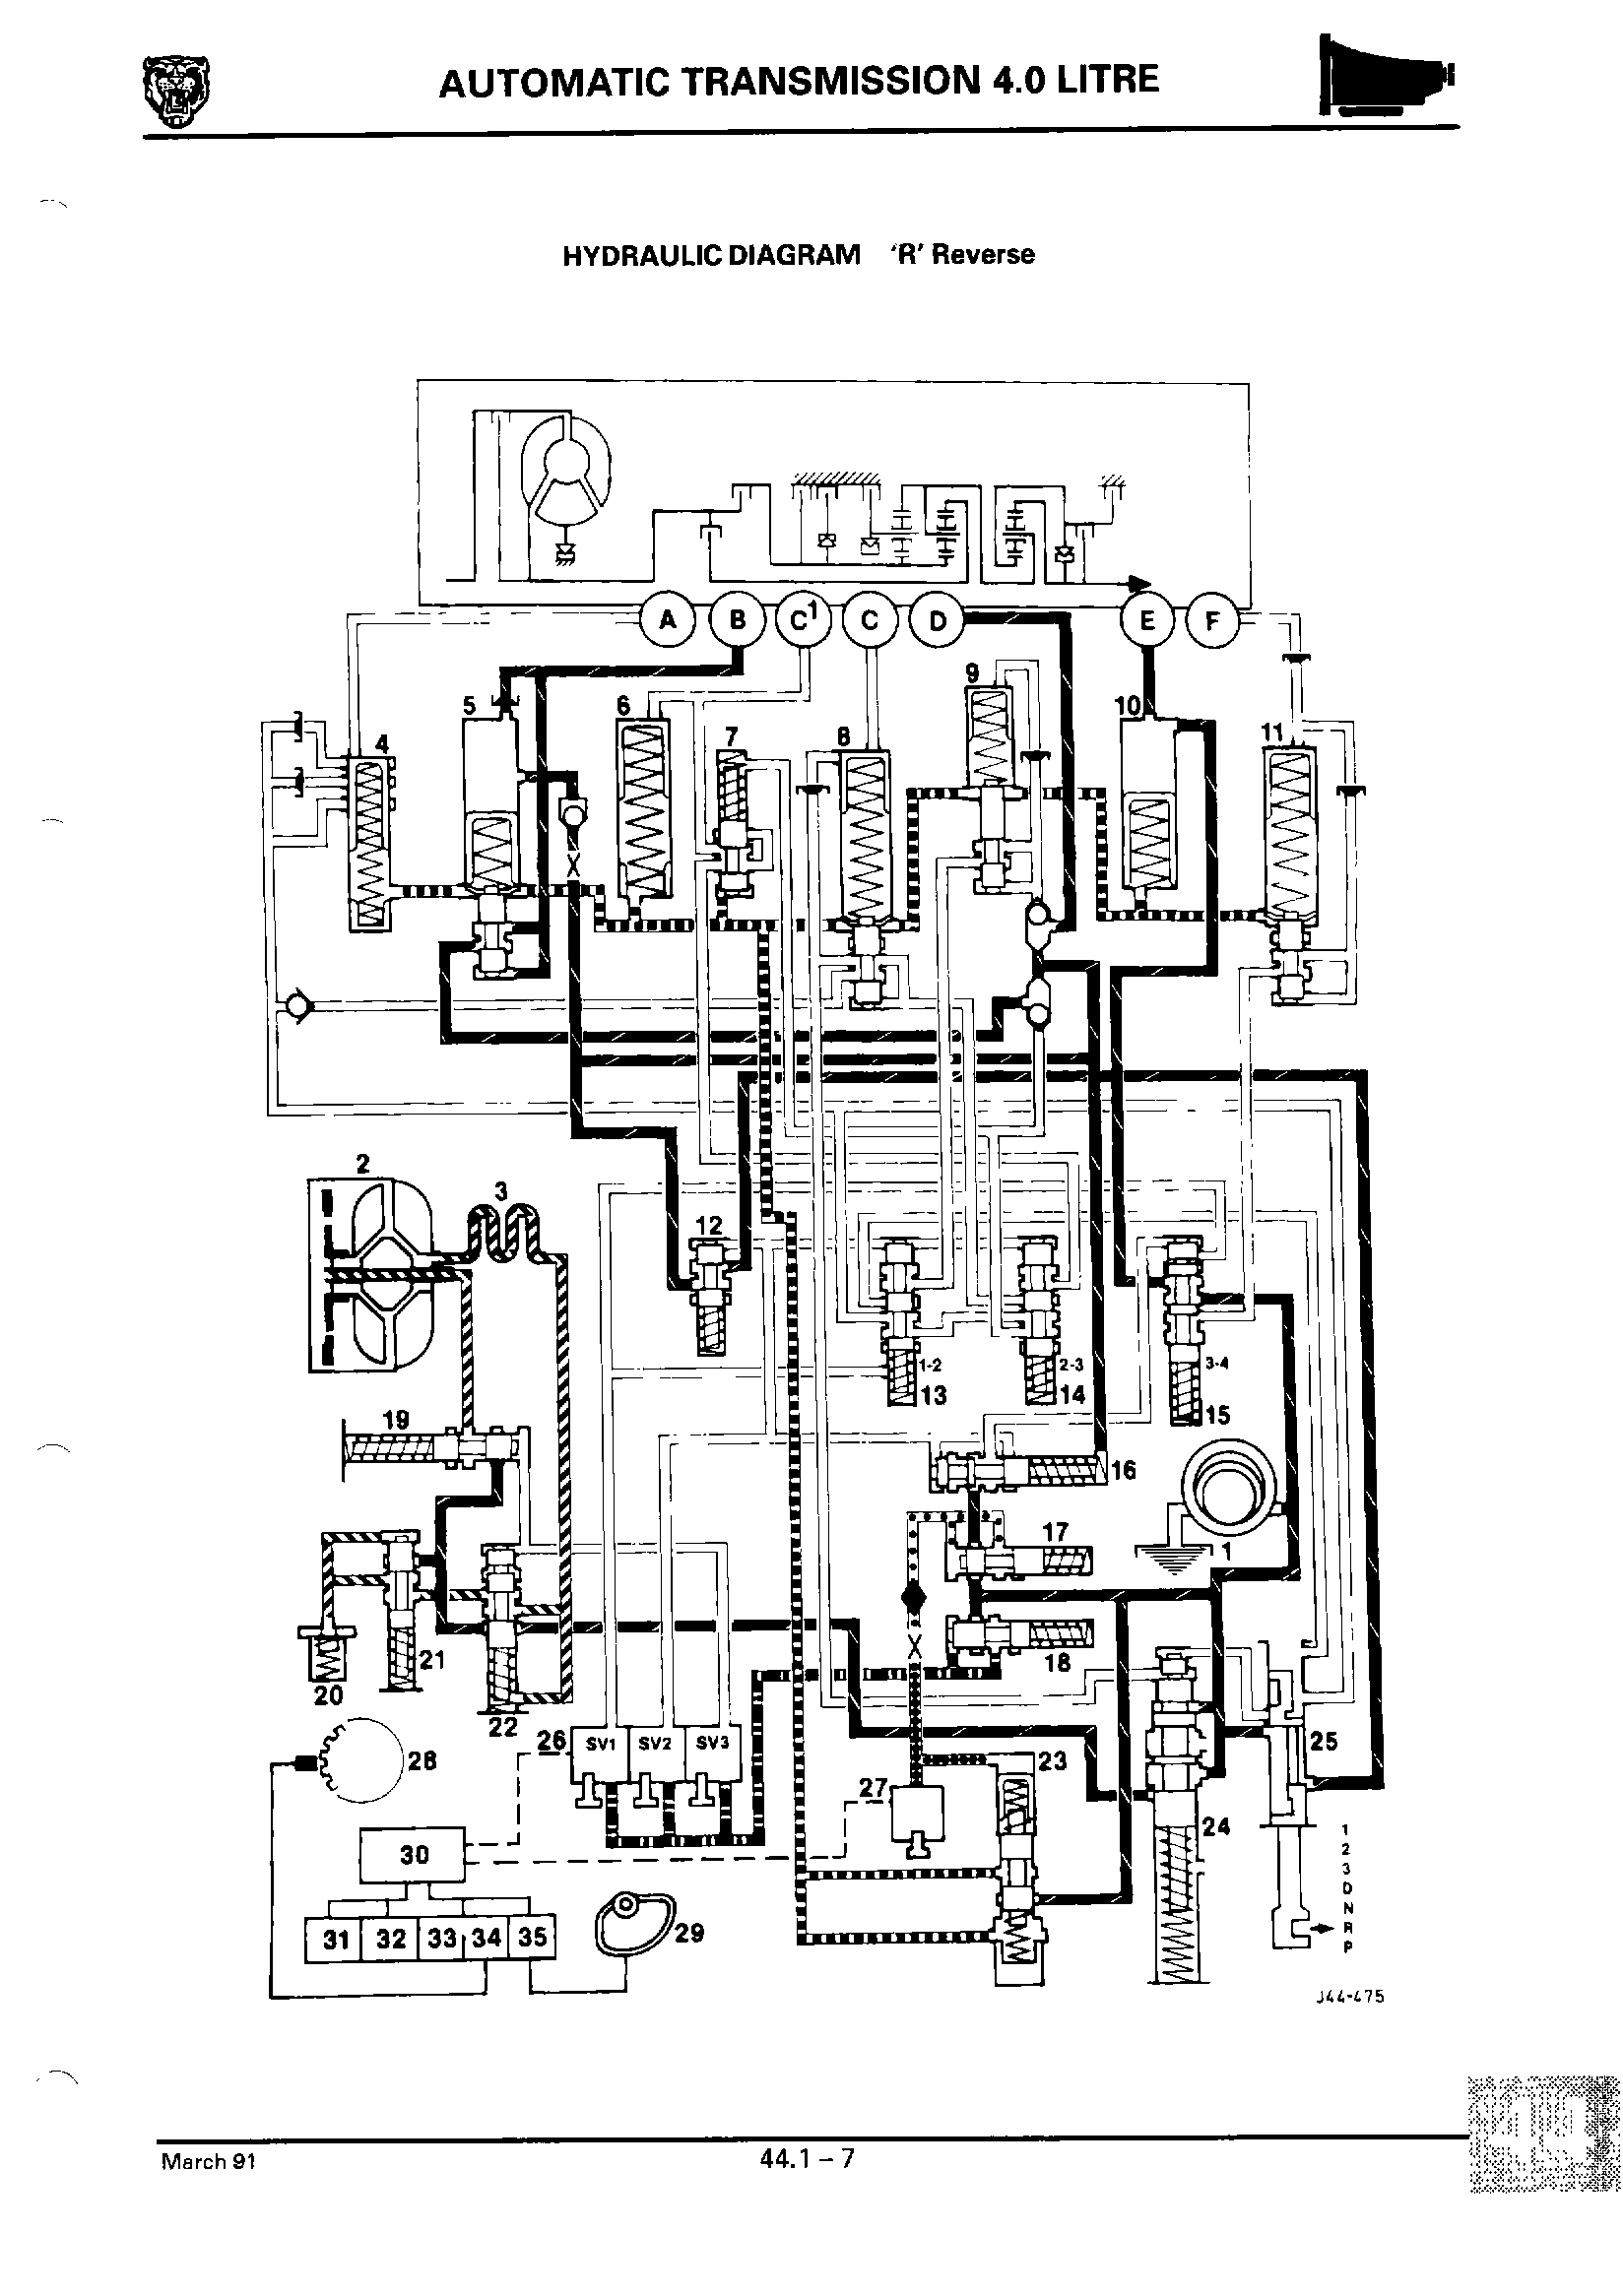 AUTOMATIC TRANSMISSION 4.0 LITRE
HYDRAULIC DIAGRAM 'R' Reverse
A B C1 C D E F
9
5 6 10
4 7 8 11
2
3
12
1-2 2-3 3-4
13 14 15
19
16
17
1
21 18
20
22 26 SV1 SV2 SV3 25
28 27 23
24
30
31 32 33 34 35
29
1
2
3
D
N
R
P
J44-475
March 91
44.1 – 7
44